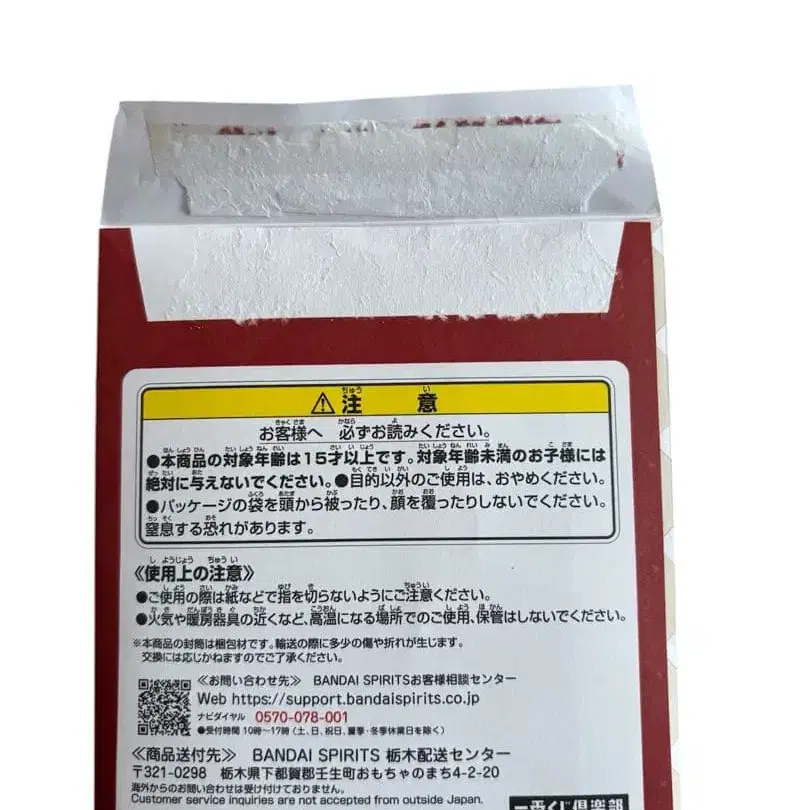 ⚠注意
お客様へ 必ずお読みください。
●本商品の対象年齢は15才以上です。対象年齢未満のお子様には
絶対に与えないでください。●目的以外のご使用は、おやめください。
●パッケージの袋を頭から被ったり、顔を覆ったりしないでください。
窒息する恐れがあります。
《使用上の注意》
●ご使用の際は紙などで指を切らないようにご注意ください。
●火気や暖房器具の近くなど、高温になる場所でのご使用、保管はしないでください。
※本商品の封筒は梱包材です。輸送の際に多少の傷や折れが生じます。
交換には応じかねますのでご了承ください。
≪お問い合わせ先≫ BANDAI SPIRITSお客様相談センター
Web https://support.bandaispirits.co.jp
ナビダイヤル 0570-078-001
●受付時間 10時〜17時 (土、日、祝日、夏季・冬季休業日を除く)
≪商品送付先≫ BANDAI SPIRITS 栃木配送センター
〒321-0298 栃木県下都賀郡壬生町おもちゃのまち4-2-20
海外からのお問い合わせは受け付けておりません。
Customer service inquiries are not accepted from outside Japan.
一番くじ倶楽部